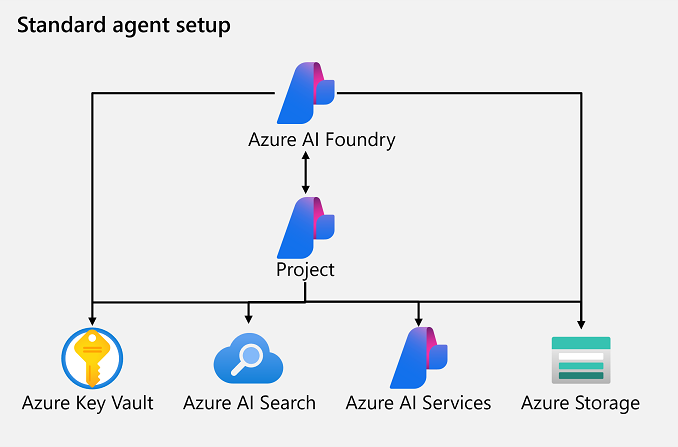 Standard agent setup
Azure AI Foundry
Project
Azure Key Vault
Azure AI Search
Azure AI Services
Azure Storage